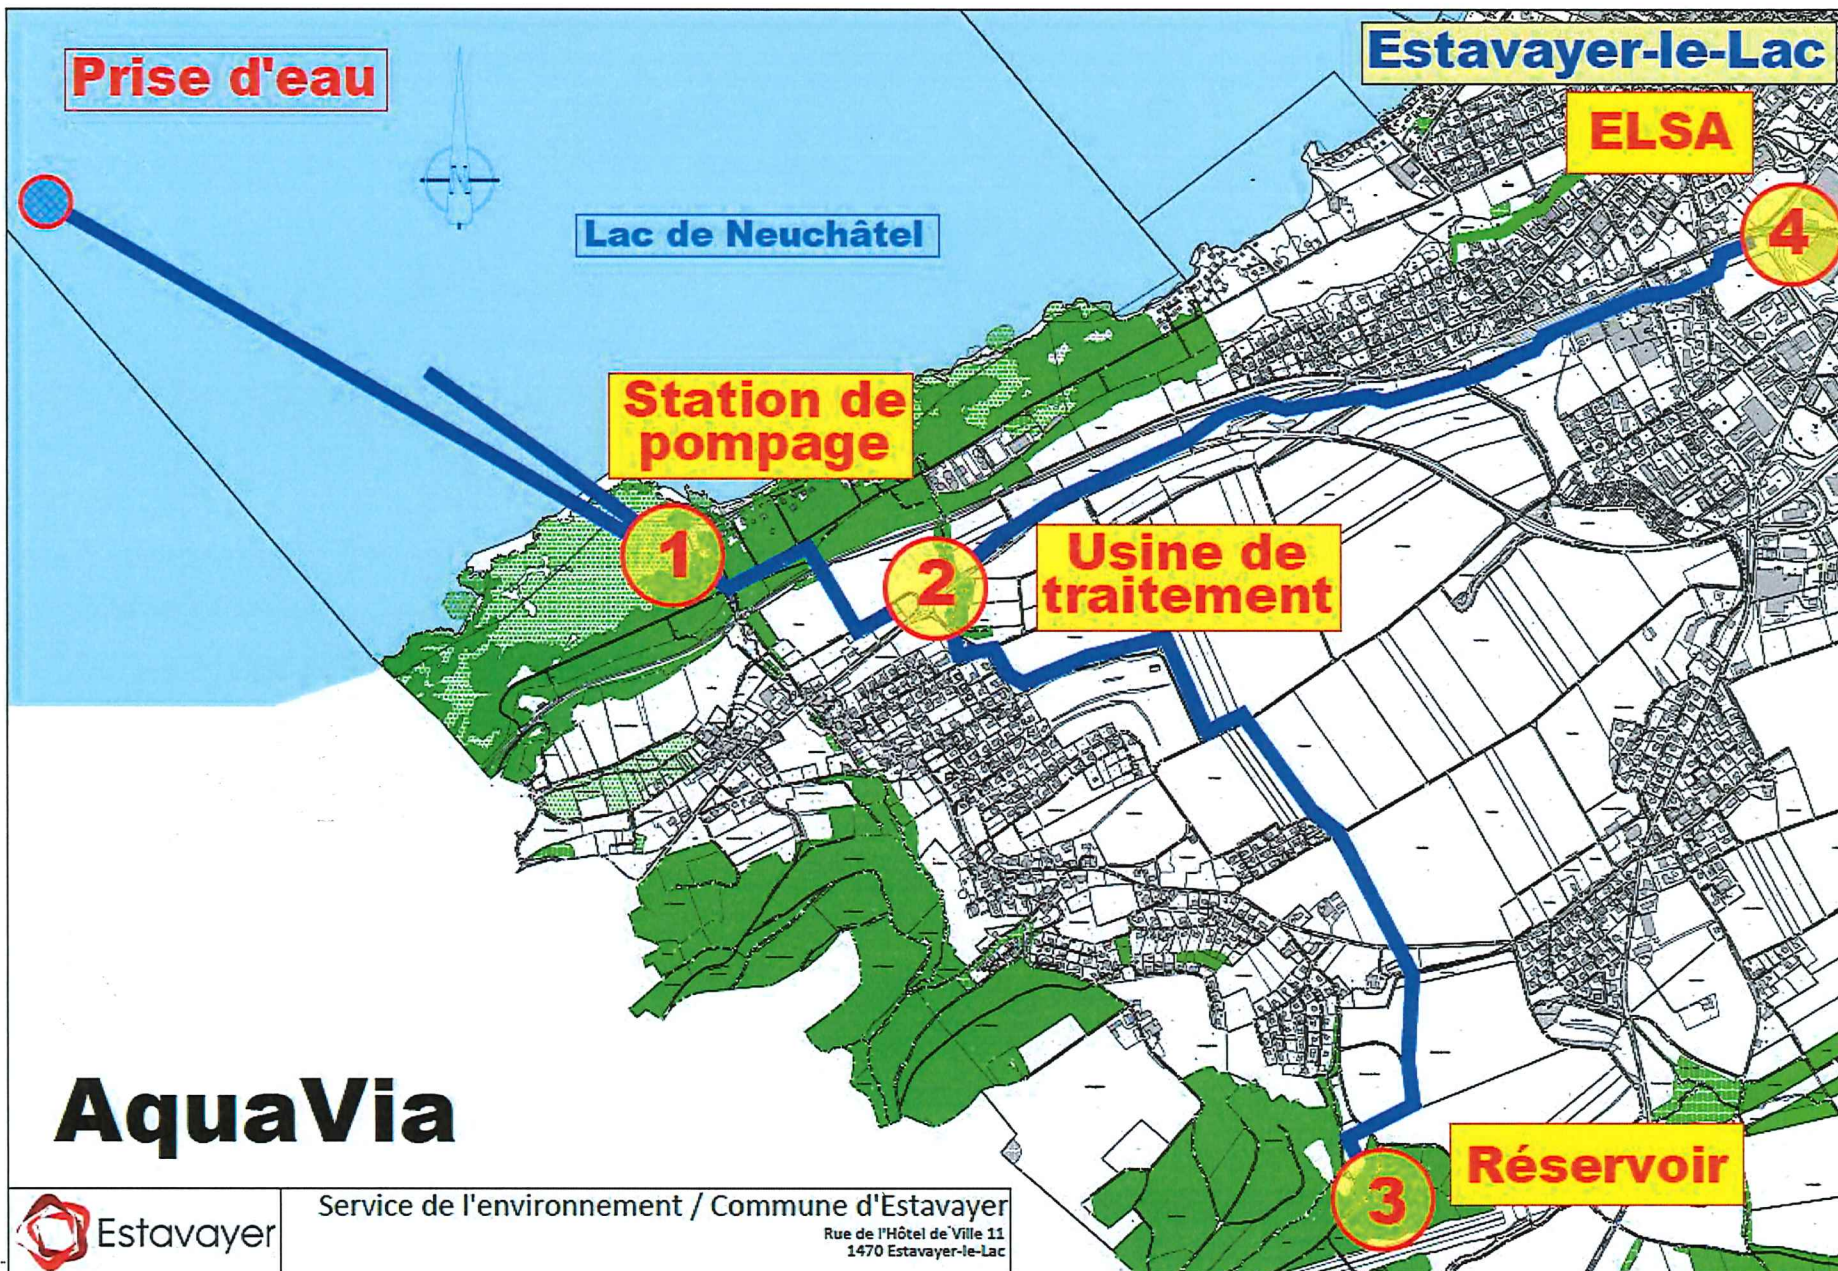 Prise d'eau
Estavayer-le-Lac
ELSA
4
N
Lac de Neuchâtel
Station de
pompage
1
2
Usine de
traitement
AquaVia
Réservoir
3
Estavayer
Service de l'environnement / Commune d'Estavayer
Rue de l'Hôtel de Ville 11
1470 Estavayer-le-Lac